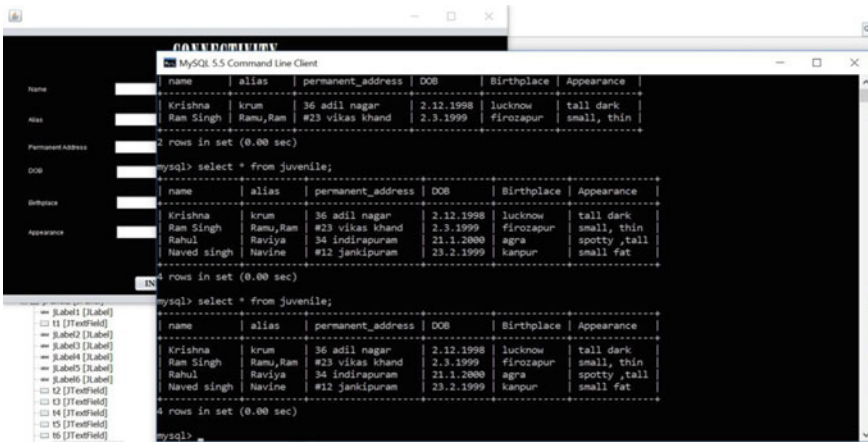 CONNECTIVITY
Name
Alias
Permanent Address
DOB
Birthplace
Appearance
IN
jLabel1 [JLabel]
t1 [JTextField]
jLabel2 [JLabel]
jLabel3 [JLabel]
jLabel4 [JLabel]
jLabel5 [JLabel]
jLabel6 [JLabel]
t2 [JTextField]
t3 [JTextField]
t4 [JTextField]
t5 [JTextField]
t6 [JTextField]
MySQL 5.5 Command Line Client
| name | alias | permanent_address | DOB | Birthplace | Appearance |
| Krishna | krum | 36 adil nagar | 2.12.1998 | lucknow | tall dark |
| Ram Singh | Ramu,Ram | #23 vikas khand | 2.3.1999 | firozapur | small, thin |
2 rows in set (0.00 sec)
mysql> select * from juvenile;
| name | alias | permanent_address | DOB | Birthplace | Appearance |
| Krishna | krum | 36 adil nagar | 2.12.1998 | lucknow | tall dark |
| Ram Singh | Ramu,Ram | #23 vikas khand | 2.3.1999 | firozapur | small, thin |
| Rahul | Raviya | 34 indirapuram | 21.1.2000 | agra | spotty ,tall |
| Naved singh | Navine | #12 jankipuram | 23.2.1999 | kanpur | small fat |
4 rows in set (0.00 sec)
mysql> select * from juvenile;
| name | alias | permanent_address | DOB | Birthplace | Appearance |
| Krishna | krum | 36 adil nagar | 2.12.1998 | lucknow | tall dark |
| Ram Singh | Ramu,Ram | #23 vikas khand | 2.3.1999 | firozapur | small, thin |
| Rahul | Raviya | 34 indirapuram | 21.1.2000 | agra | spotty ,tall |
| Naved singh | Navine | #12 jankipuram | 23.2.1999 | kanpur | small fat |
4 rows in set (0.00 sec)
mysql> _